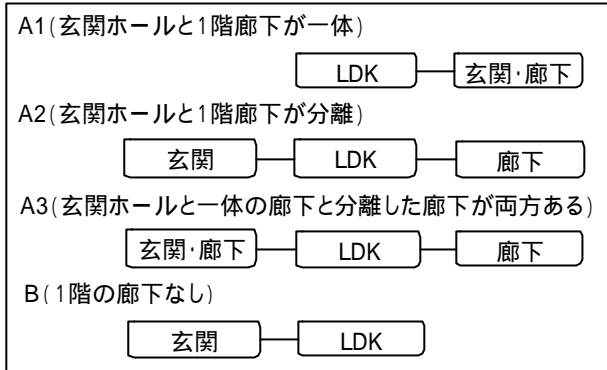 A1(玄関ホールと1階廊下が一体)
LDK 玄関・廊下
A2(玄関ホールと1階廊下が分離)
玄関 LDK 廊下
A3(玄関ホールと一体の廊下と分離した廊下が両方ある)
玄関・廊下 LDK 廊下
B(1階の廊下なし)
玄関 LDK